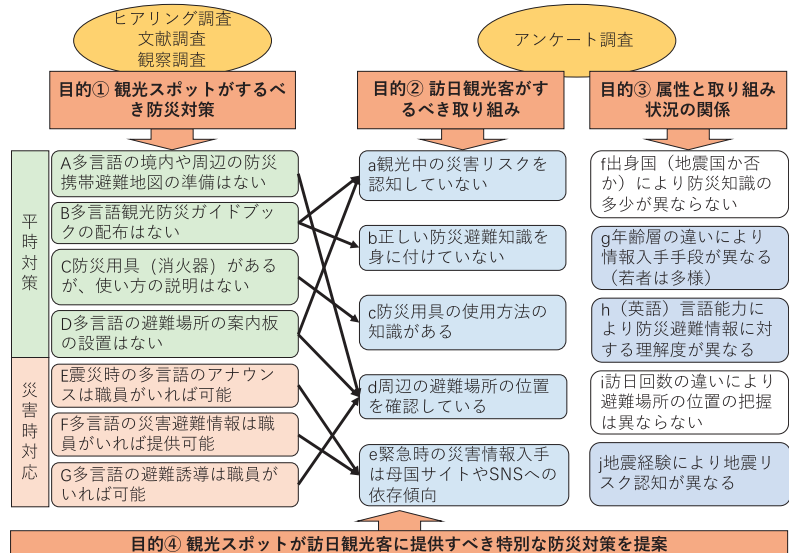 ヒアリング調査
文献調査
観察調査
アンケート調査
目的① 観光スポットがするべ
き防災対策
目的② 訪日観光客がす
るべき取り組み
目的③ 属性と取り組み
状況の関係
平時対策
A多言語の境内や周辺の防災
携帯避難地図の準備はない
B多言語観光防災ガイドブック
の配布はない
C防災用具（消火器）がある
が、使い方の説明はない
D多言語の避難場所の案内板
の設置はない
災害時対応
E震災時の多言語のアナウン
スは職員がいれば可能
F多言語の災害避難情報は職
員がいれば提供可能
G多言語の避難誘導は職員が
いれば可能
a観光中の災害リスクを
認知していない
b正しい防災避難知識を
身に付けていない
c防災用具の使用方法の
知識がある
d周辺の避難場所の位置
を確認している
e緊急時の災害情報入手
は母国サイトやSNSへの
依存傾向
f出身国（地震国か否
か）により防災知識の
多少が異ならない
g年齢層の違いにより
情報入手手段が異なる
（若者は多様）
h（英語）言語能力に
より防災避難情報に対
する理解度が異なる
i訪日回数の違いにより
避難場所の位置の把握
は異ならない
j地震経験により地震リ
スク認知が異なる
目的④ 観光スポットが訪日観光客に提供すべき特別な防災対策を提案